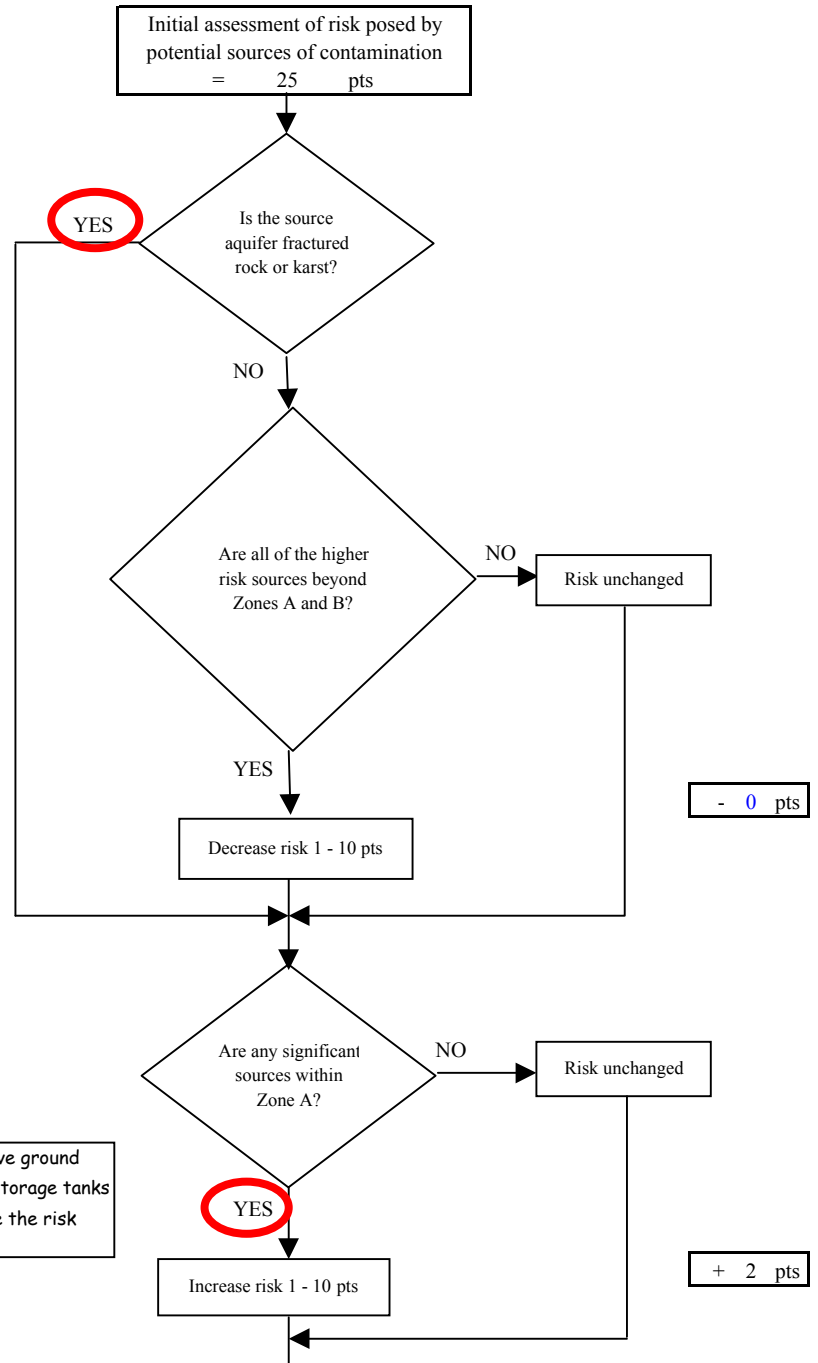 Initial assessment of risk posed by
potential sources of contamination
= 25 pts
YES
Is the source
aquifer fractured
rock or karst?
NO
Are all of the higher
risk sources beyond
Zones A and B?
NO
Risk unchanged
YES
- 0 pts
Decrease risk 1 - 10 pts
Are any significant
sources within
Zone A?
NO
Risk unchanged
ve ground
storage tanks
e the risk
YES
Increase risk 1 - 10 pts
+ 2 pts